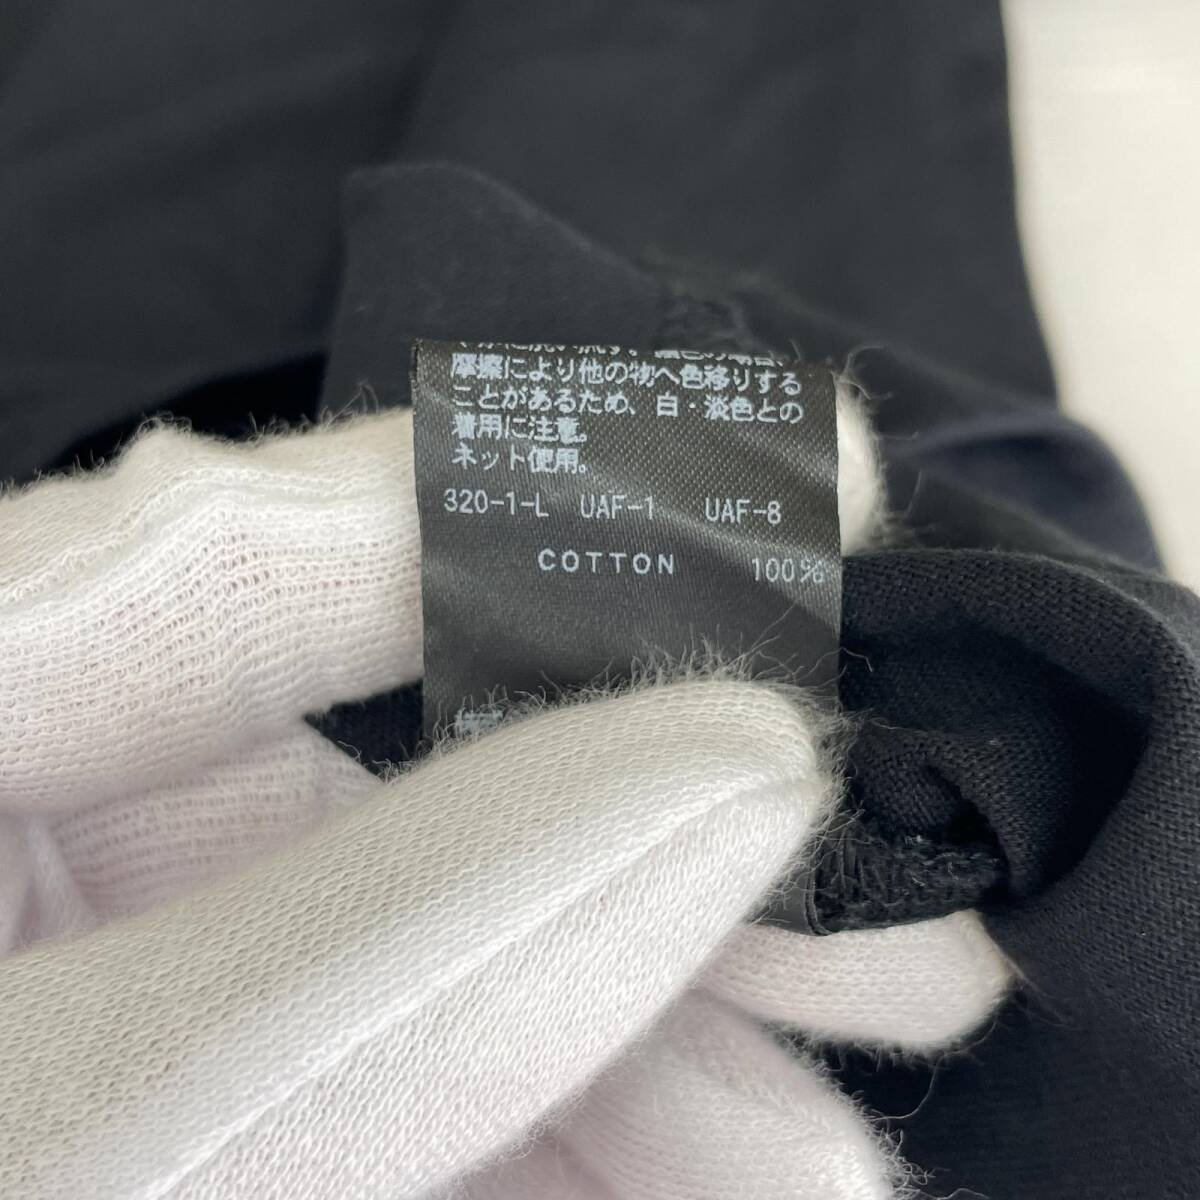 摩擦により他の物へ色移りする
ことがあるため、白・淡色との
着用に注意。
ネット使用。
320-1-L UAF-1 UAF-8
COTTON 100%